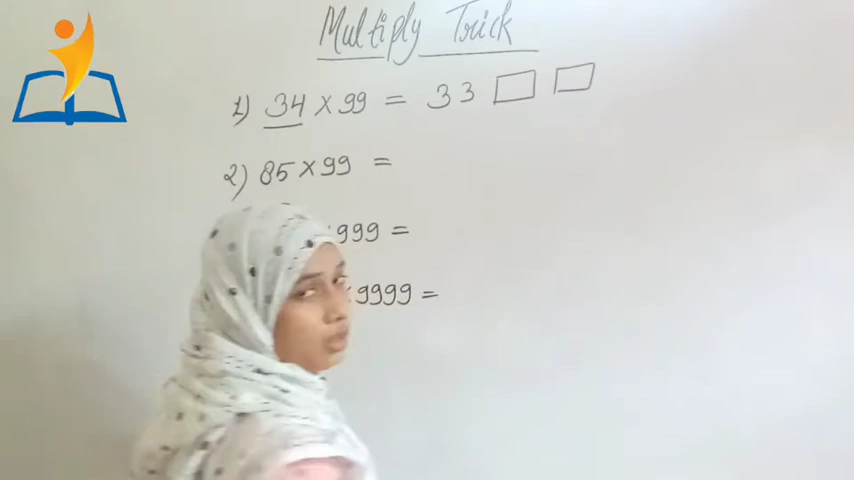 Multiply Trick
1) 34 × 99 = 33
2) 85 × 99 =
999 =
9999 =